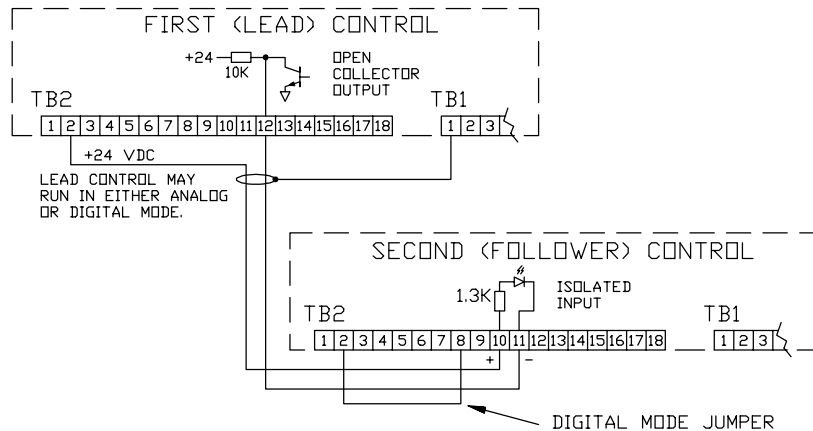 FIRST (LEAD) CONTROL
+24
10K
OPEN
COLLECTOR
OUTPUT
TB2
TB1
1 2 3 4 5 6 7 8 9 10 11 12 13 14 15 16 17 18
1 2 3
+24 VDC
LEAD CONTROL MAY
RUN IN EITHER ANALOG
OR DIGITAL MODE.
SECOND (FOLLOWER) CONTROL
1.3K
ISOLATED
INPUT
TB2
TB1
1 2 3 4 5 6 7 8 9 10 11 12 13 14 15 16 17 18
1 2 3
+ -
DIGITAL MODE JUMPER